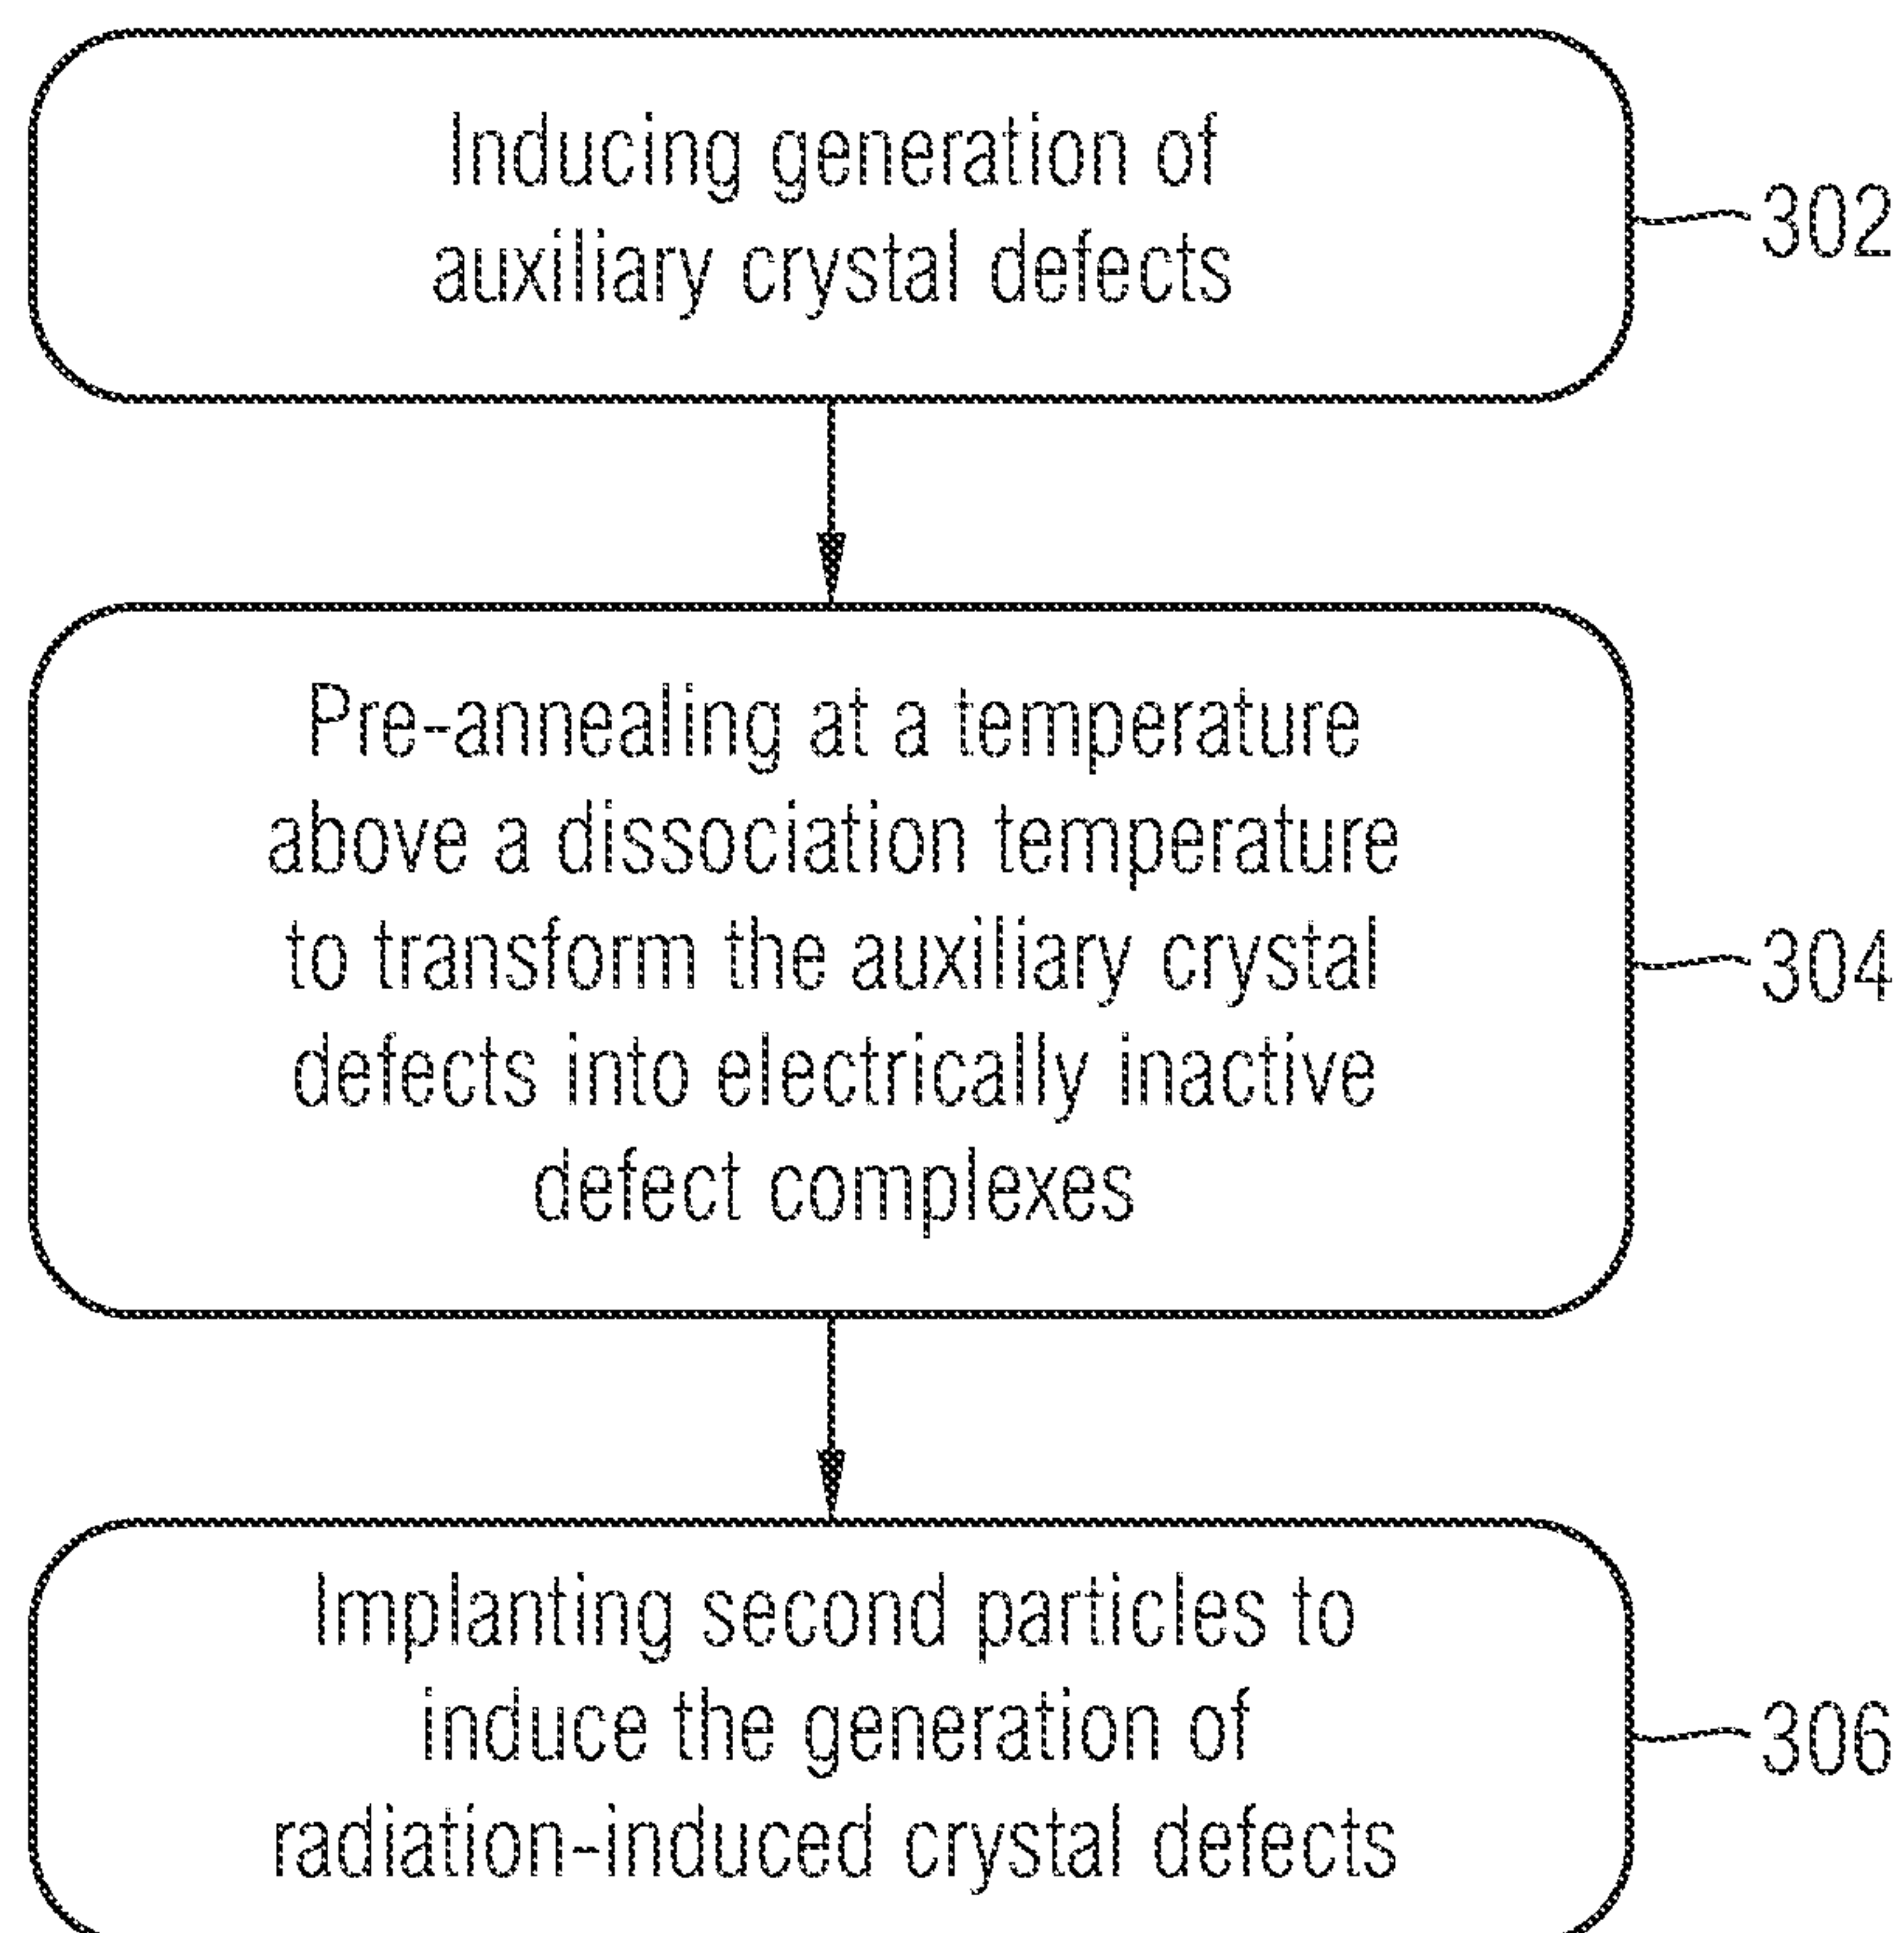 Inducing generation of
auxiliary crystal defects
302
Pre-annealing at a temperature
above a dissociation temperature
to transform the auxiliary crystal
defects into electrically inactive
defect complexes
304
Implanting second particles to
induce the generation of
radiation-induced crystal defects
306